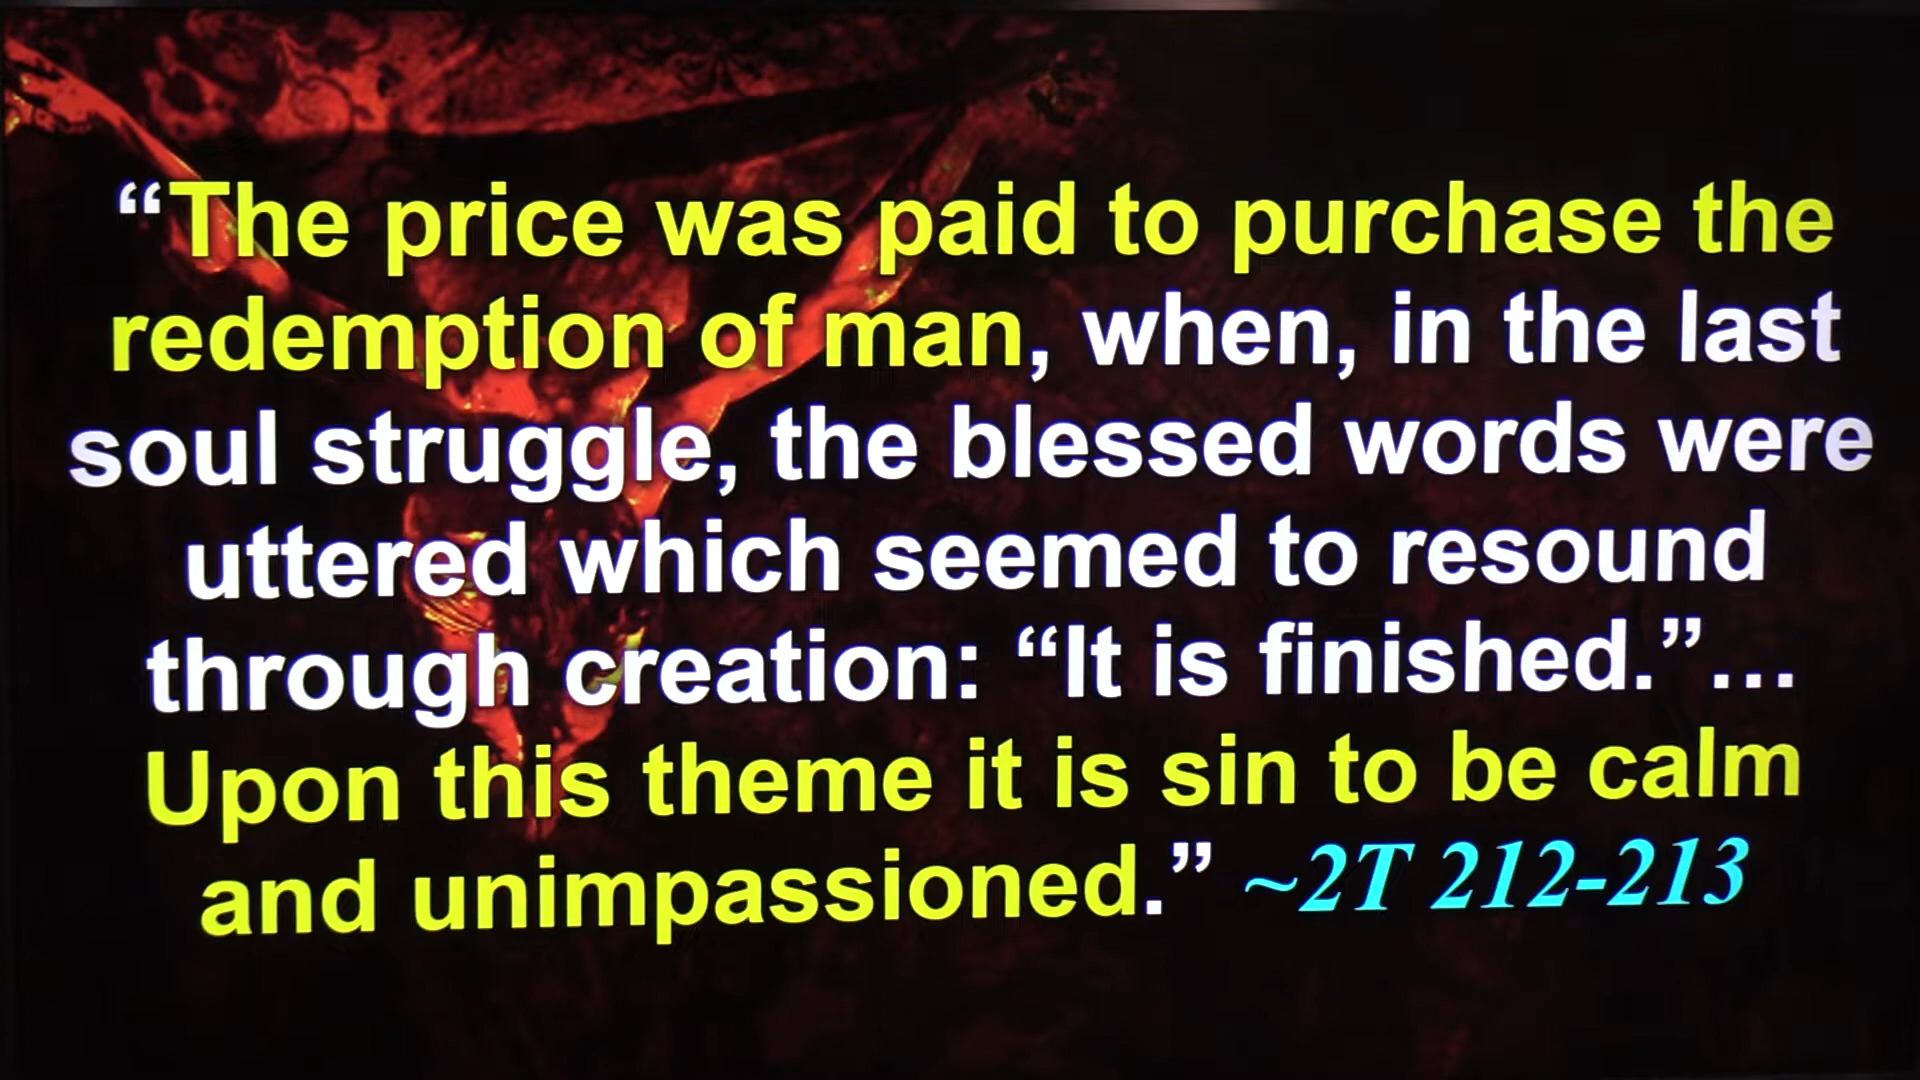 “The price was paid to purchase the
redemption of man, when, in the last
soul struggle, the blessed words were
uttered which seemed to resound
through creation: “It is finished.”…
Upon this theme it is sin to be calm
and unimpassioned.” ~2T 212-213